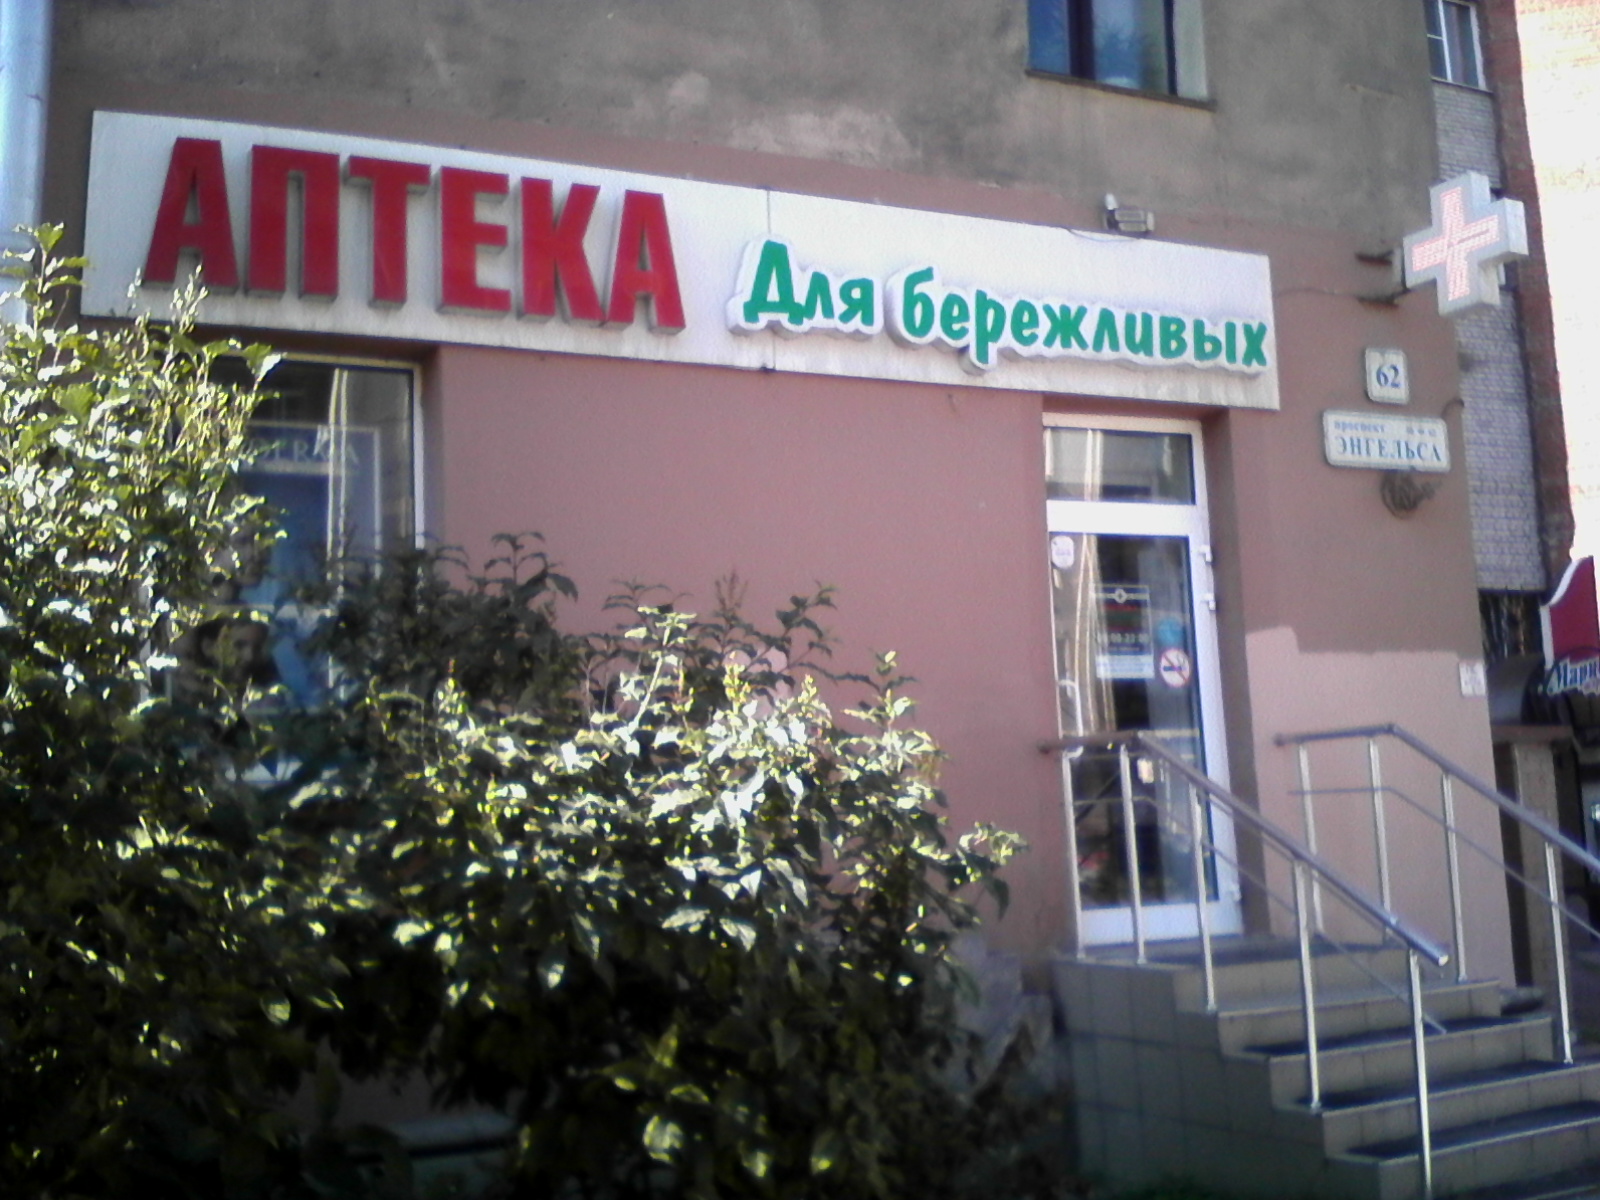 АПТЕКА
Для бережливых
62
проспект
ЭНГЕЛЬСА